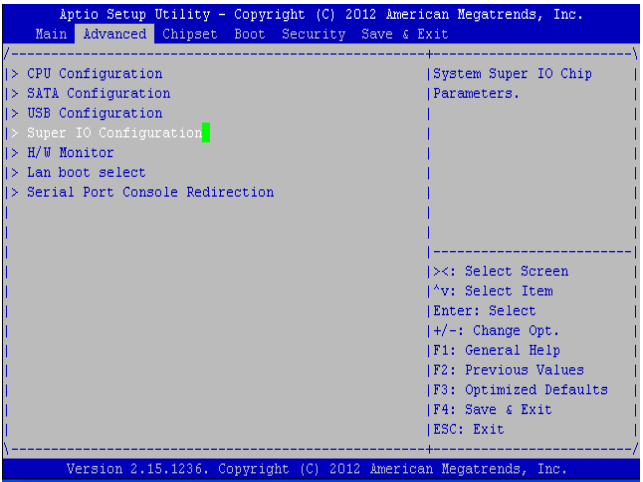 Aptio Setup Utility - Copyright (C) 2012 American Megatrends, Inc.
Main Advanced Chipset Boot Security Save & Exit
/-----------------------------------------------------+-------------------------\
|> CPU Configuration |System Super IO Chip |
|> SATA Configuration |Parameters. |
|> USB Configuration | |
|> Super IO Configuration | |
|> H/W Monitor | |
|> Lan boot select | |
|> Serial Port Console Redirection | |
| | |
| | |
| |-------------------------|
| |><: Select Screen |
| |^v: Select Item |
| |Enter: Select |
| |+/-: Change Opt. |
| |F1: General Help |
| |F2: Previous Values |
| |F3: Optimized Defaults |
| |F4: Save & Exit |
| |ESC: Exit |
\-----------------------------------------------------+-------------------------/
Version 2.15.1236. Copyright (C) 2012 American Megatrends, Inc.